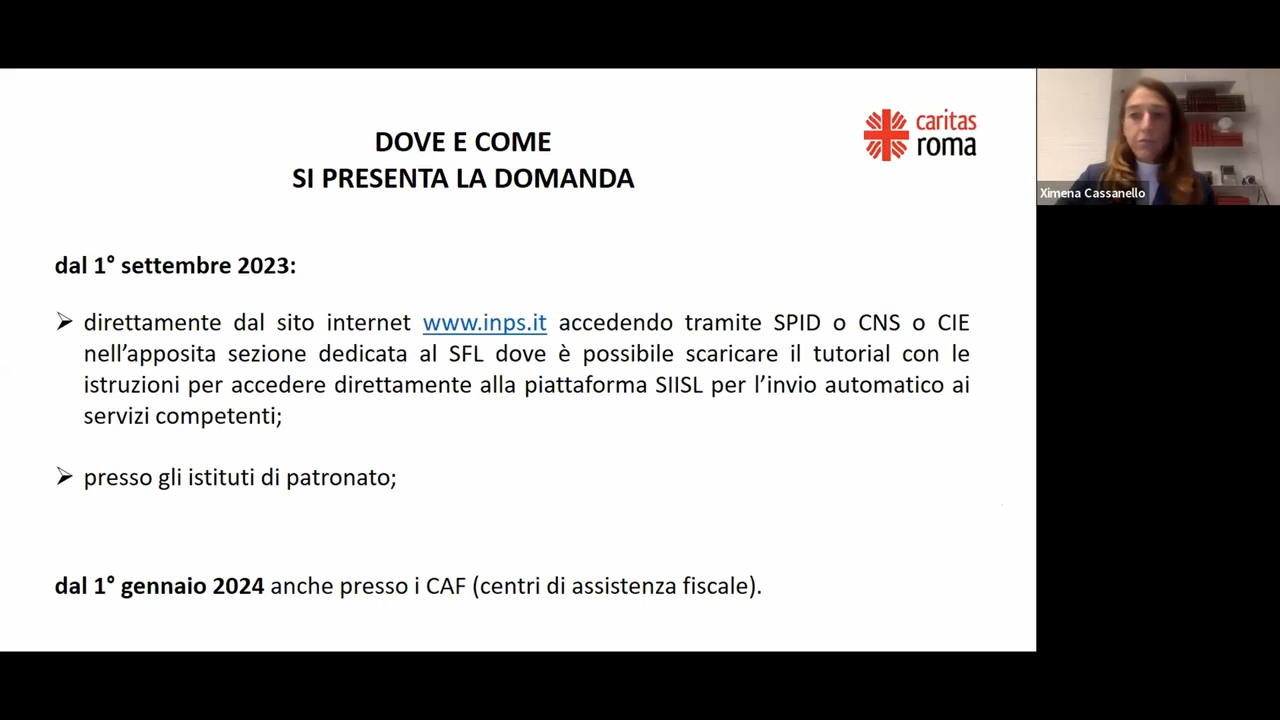 DOVE E COME
SI PRESENTA LA DOMANDA
caritas
roma
Ximena Cassanello
dal 1° settembre 2023:
direttamente dal sito internet www.inps.it accedendo tramite SPID o CNS o CIE
nell’apposita sezione dedicata al SFL dove è possibile scaricare il tutorial con le
istruzioni per accedere direttamente alla piattaforma SIISL per l’invio automatico ai
servizi competenti;
presso gli istituti di patronato;
dal 1° gennaio 2024 anche presso i CAF (centri di assistenza fiscale).